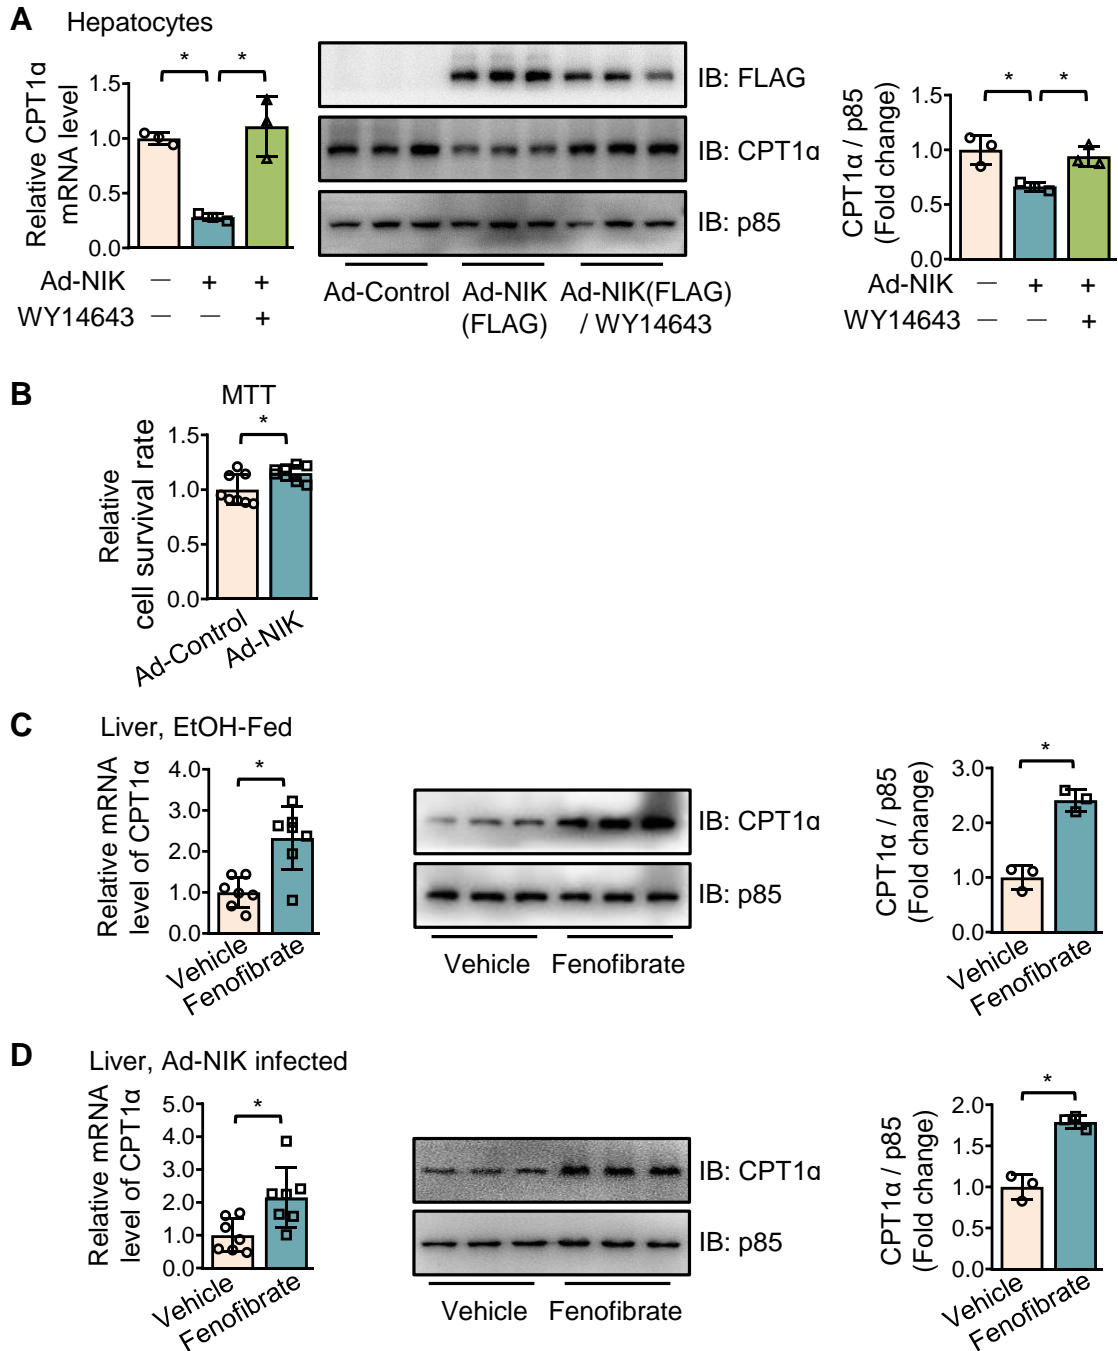 A Hepatocytes
Relative CPT1α
mRNA level
1.5
1.0
0.5
0.0
* *
Ad-NIK — + +
WY14643 — — +
IB: FLAG
IB: CPT1α
IB: p85
Ad-Control Ad-NIK Ad-NIK(FLAG)
(FLAG) / WY14643
CPT1α / p85
(Fold change)
1.5
1.0
0.5
0.0
* *
Ad-NIK — + +
WY14643 — — +
B MTT
Relative
cell survival rate
1.5
1.0
0.5
0.0
*
Ad-Control
Ad-NIK
C Liver, EtOH-Fed
Relative mRNA
level of CPT1α
4.0
3.0
2.0
1.0
0.0
*
Vehicle
Fenofibrate
IB: CPT1α
IB: p85
Vehicle Fenofibrate
CPT1α / p85
(Fold change)
3.0
2.0
1.0
0.0
*
Vehicle
Fenofibrate
D Liver, Ad-NIK infected
Relative mRNA
level of CPT1α
5.0
4.0
3.0
2.0
1.0
0.0
*
Vehicle
Fenofibrate
IB: CPT1α
IB: p85
Vehicle Fenofibrate
CPT1α / p85
(Fold change)
2.0
1.5
1.0
0.5
0.0
*
Vehicle
Fenofibrate